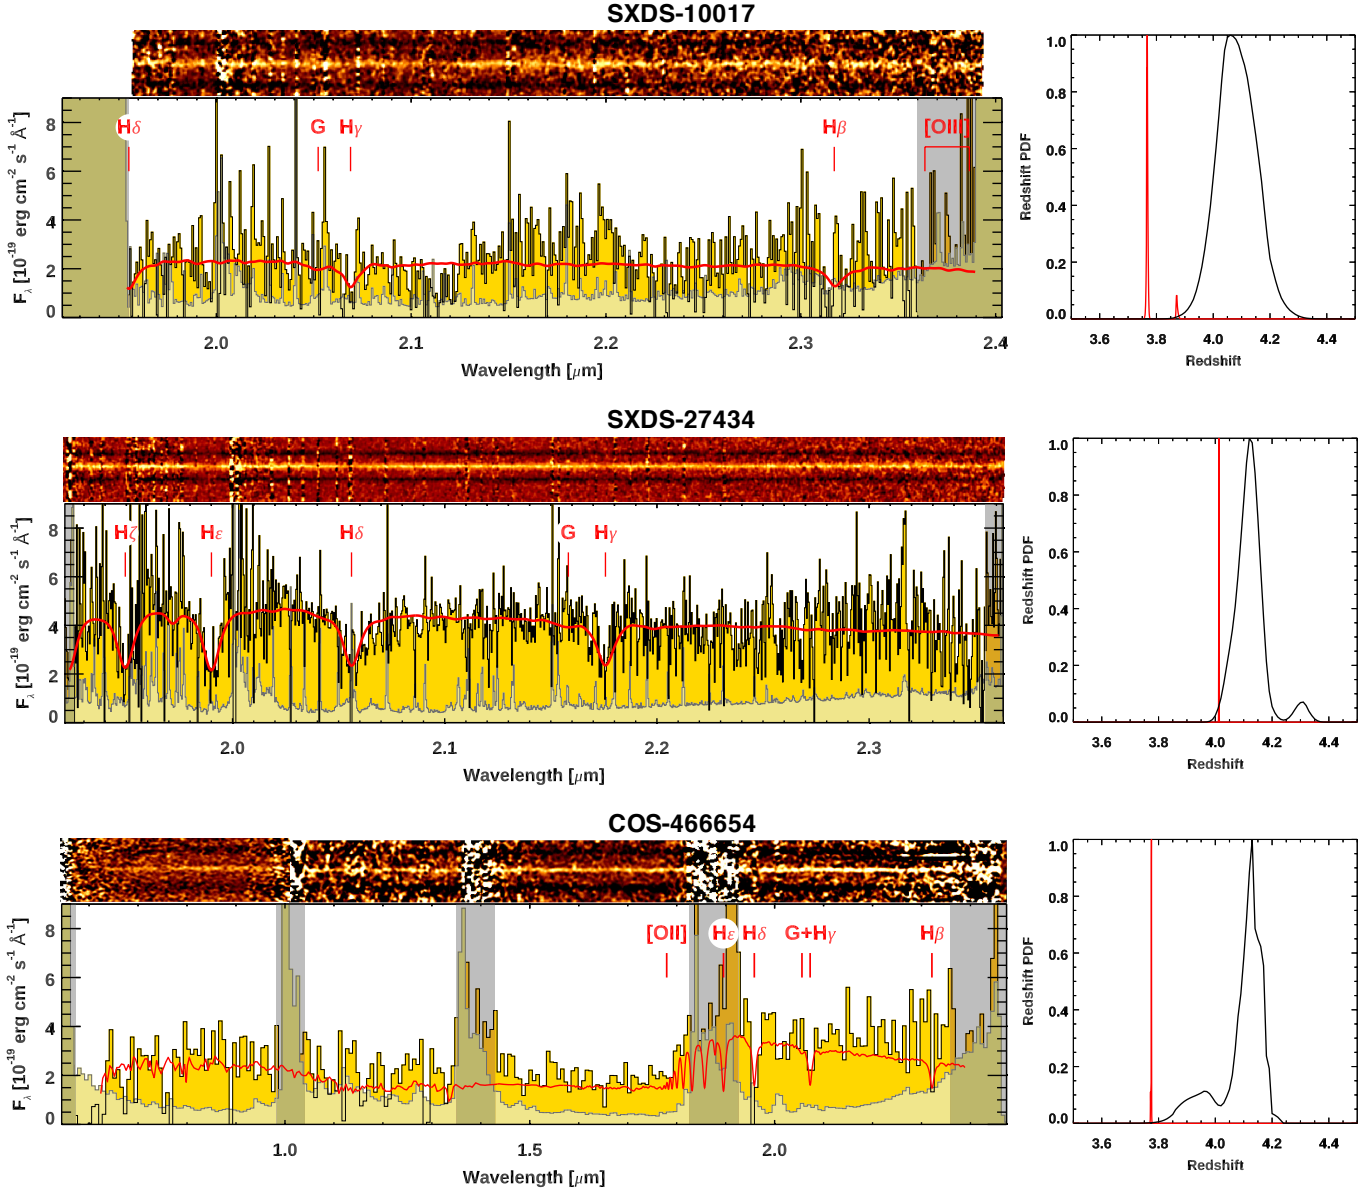 SXDS-10017
Hδ G Hγ Hβ [OIII]
8
6
4
2
0
F_λ [10^-19 erg cm^-2 s^-1 Å^-1]
2.0 2.1 2.2 2.3 2.4
Wavelength [μm]
1.0
0.8
0.6
0.4
0.2
0.0
Redshift PDF
3.6 3.8 4.0 4.2 4.4
Redshift
SXDS-27434
Hζ Hε Hδ G Hγ
8
6
4
2
0
F_λ [10^-19 erg cm^-2 s^-1 Å^-1]
2.0 2.1 2.2 2.3
Wavelength [μm]
1.0
0.8
0.6
0.4
0.2
0.0
Redshift PDF
3.6 3.8 4.0 4.2 4.4
Redshift
COS-466654
[OII] Hε Hδ G+Hγ Hβ
8
6
4
2
0
F_λ [10^-19 erg cm^-2 s^-1 Å^-1]
1.0 1.5 2.0
Wavelength [μm]
1.0
0.8
0.6
0.4
0.2
0.0
Redshift PDF
3.6 3.8 4.0 4.2 4.4
Redshift